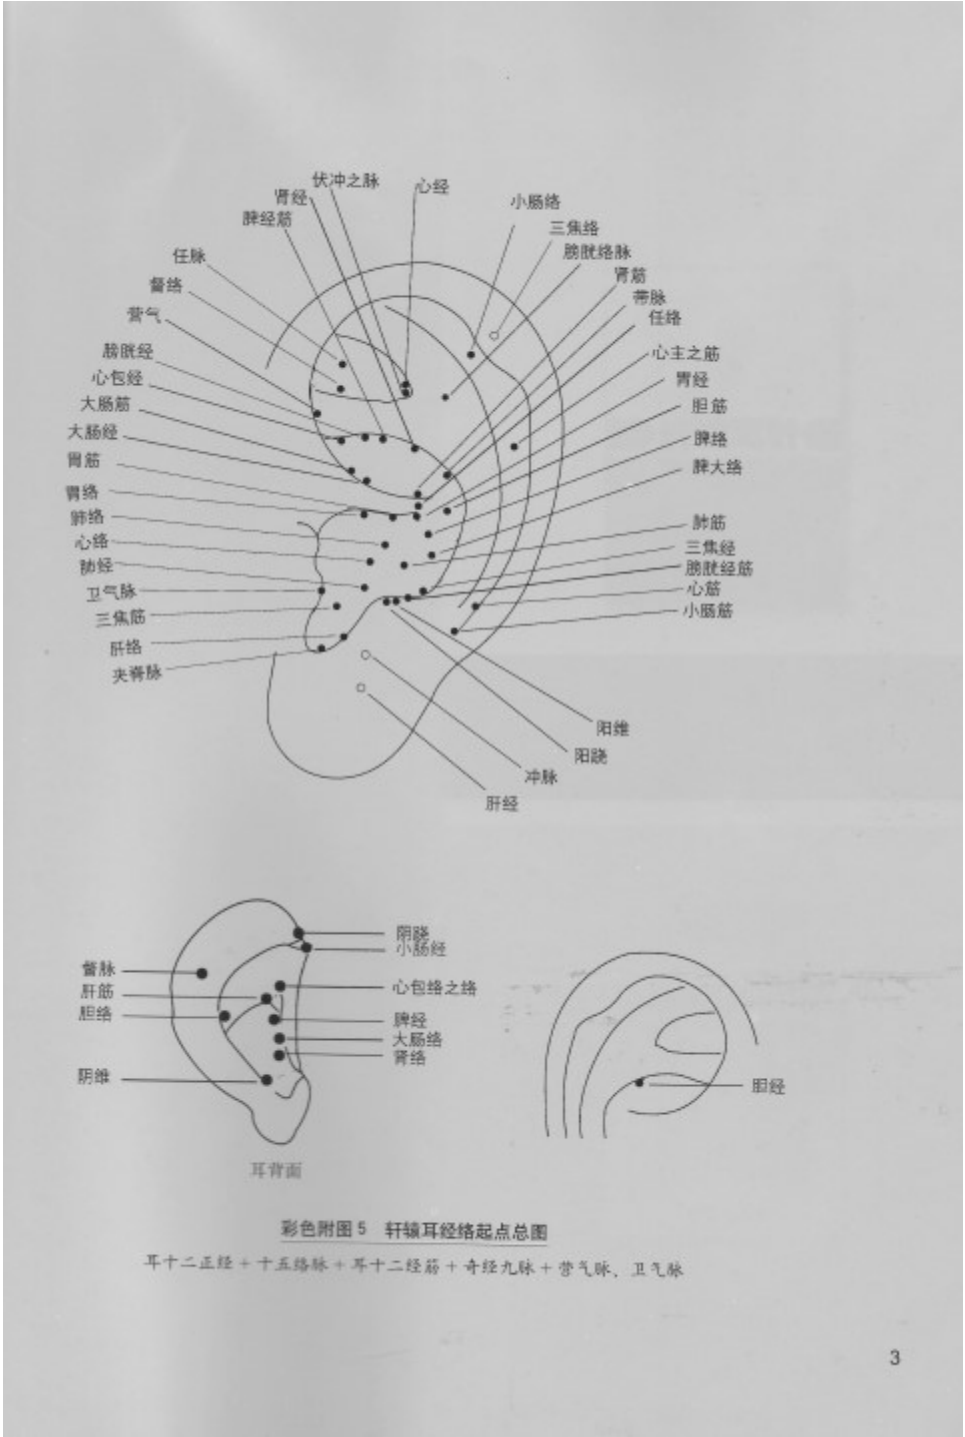 伏冲之脉
肾经
脾经筋
任脉
督络
营气
膀胱经
心包经
大肠筋
大肠经
胃筋
胃络
肺络
心络
肺经
卫气脉
三焦筋
肝络
夹脊脉
心经
小肠络
三焦络
膀胱络脉
肾筋
带脉
任络
心主之筋
胃经
胆筋
脾络
脾大络
肺筋
三焦经
膀胱经筋
心筋
小肠筋
阳维
阳跷
冲脉
肝经
督脉
肝筋
胆络
阴维
阴跷
小肠经
心包络之络
脾经
大肠络
肾络
耳背面
胆经
彩色附图5 轩辕耳经络起点总图
耳十二正经+十五络脉+耳十二经筋+奇经九脉+营气脉、卫气脉
3